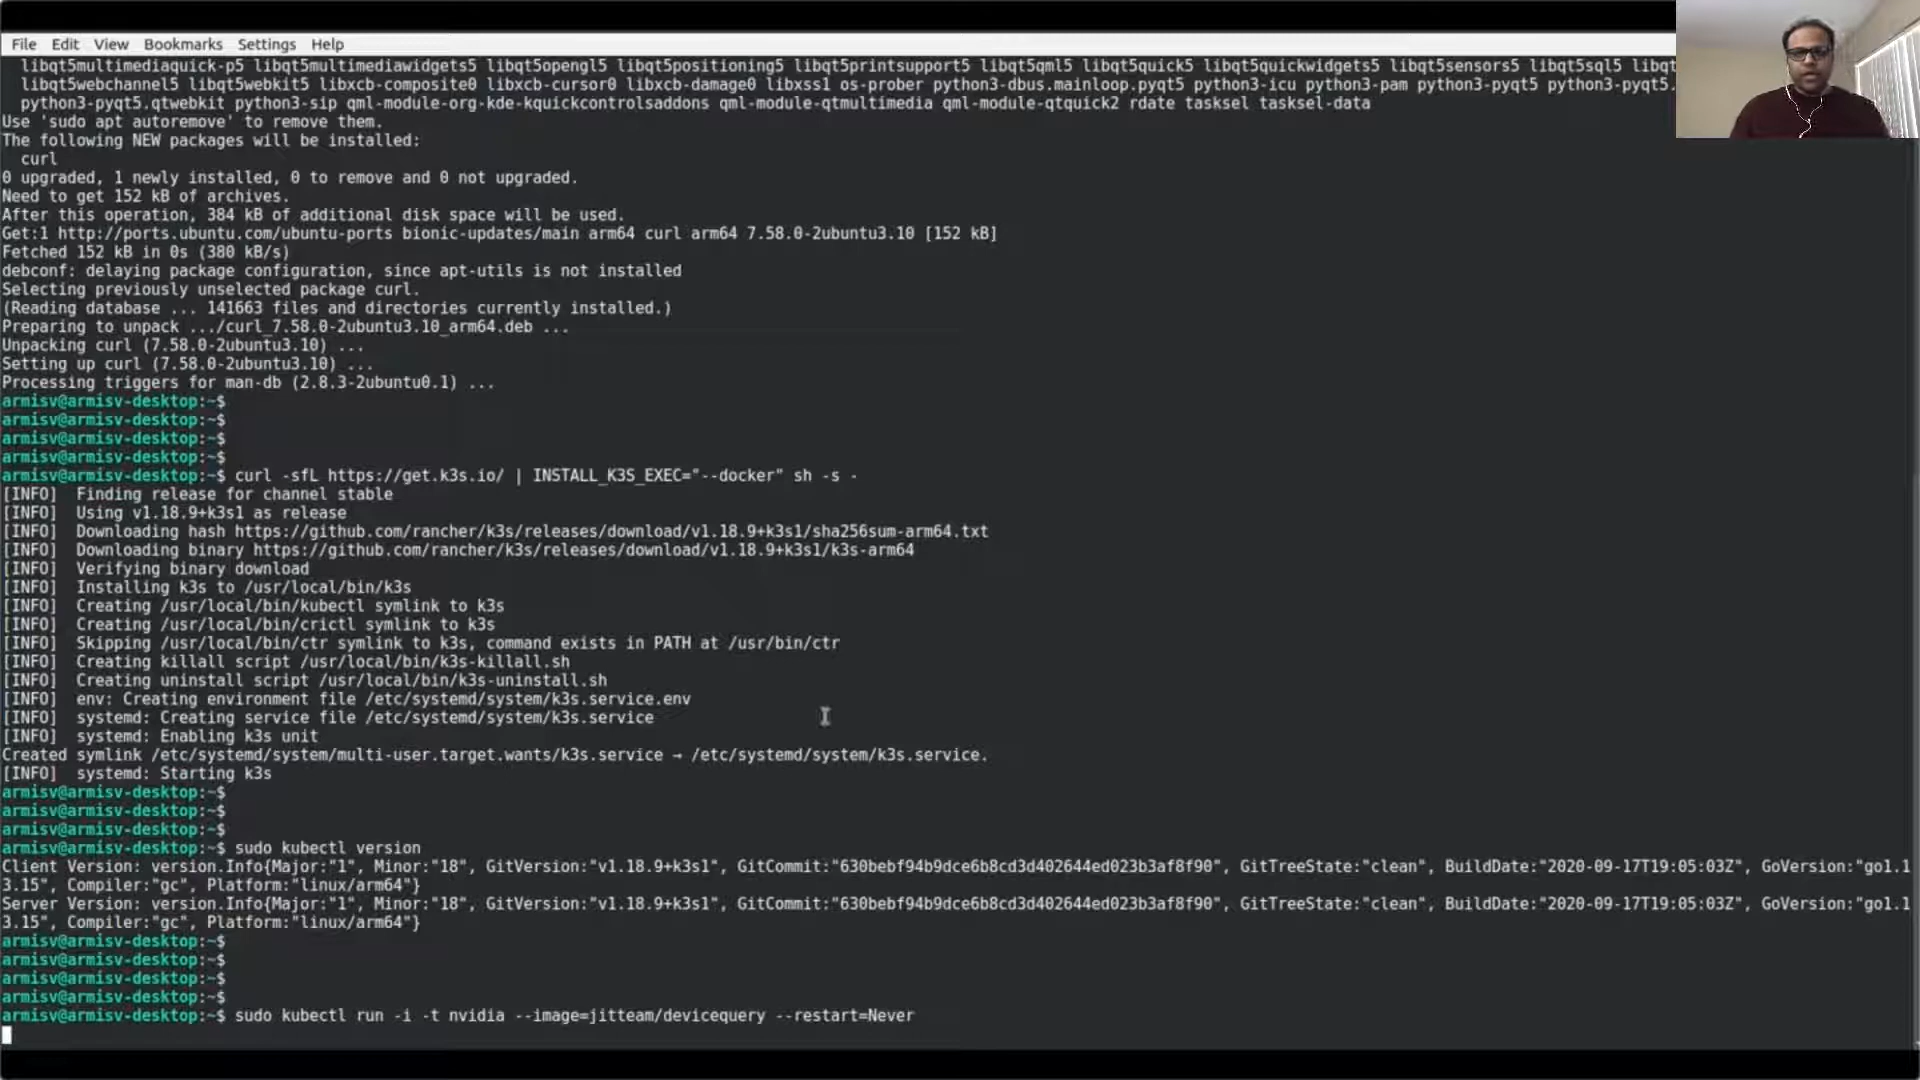 File Edit View Bookmarks Settings Help
libqt5multimediaquick-p5 libqt5multimediawidgets5 libqt5opengl5 libqt5positioning5 libqt5printsupport5 libqt5qml5 libqt5quick5 libqt5quickwidgets5 libqt5sensors5 libqt5sql5 libqt
libqt5webchannel5 libqt5webkit5 libxcb-composite0 libxcb-cursor0 libxcb-damage0 libxss1 os-prober python3-dbus.mainloop.pyqt5 python3-icu python3-pam python3-pyqt5 python3-pyqt5.
python3-pyqt5.qtwebkit python3-sip qml-module-org-kde-kquickcontrolsaddons qml-module-qtmultimedia qml-module-qtquick2 rdate tasksel tasksel-data
Use 'sudo apt autoremove' to remove them.
The following NEW packages will be installed:
curl
0 upgraded, 1 newly installed, 0 to remove and 0 not upgraded.
Need to get 152 kB of archives.
After this operation, 384 kB of additional disk space will be used.
Get:1 http://ports.ubuntu.com/ubuntu-ports bionic-updates/main arm64 curl arm64 7.58.0-2ubuntu3.10 [152 kB]
Fetched 152 kB in 0s (380 kB/s)
debconf: delaying package configuration, since apt-utils is not installed
Selecting previously unselected package curl.
(Reading database ... 141663 files and directories currently installed.)
Preparing to unpack .../curl_7.58.0-2ubuntu3.10_arm64.deb ...
Unpacking curl (7.58.0-2ubuntu3.10) ...
Setting up curl (7.58.0-2ubuntu3.10) ...
Processing triggers for man-db (2.8.3-2ubuntu0.1) ...
armisv@armisv-desktop:~$
armisv@armisv-desktop:~$
armisv@armisv-desktop:~$
armisv@armisv-desktop:~$
armisv@armisv-desktop:~$ curl -sfL https://get.k3s.io/ | INSTALL_K3S_EXEC="--docker" sh -s -
[INFO]  Finding release for channel stable
[INFO]  Using v1.18.9+k3s1 as release
[INFO]  Downloading hash https://github.com/rancher/k3s/releases/download/v1.18.9+k3s1/sha256sum-arm64.txt
[INFO]  Downloading binary https://github.com/rancher/k3s/releases/download/v1.18.9+k3s1/k3s-arm64
[INFO]  Verifying binary download
[INFO]  Installing k3s to /usr/local/bin/k3s
[INFO]  Creating /usr/local/bin/kubectl symlink to k3s
[INFO]  Creating /usr/local/bin/crictl symlink to k3s
[INFO]  Skipping /usr/local/bin/ctr symlink to k3s, command exists in PATH at /usr/bin/ctr
[INFO]  Creating killall script /usr/local/bin/k3s-killall.sh
[INFO]  Creating uninstall script /usr/local/bin/k3s-uninstall.sh
[INFO]  env: Creating environment file /etc/systemd/system/k3s.service.env
[INFO]  systemd: Creating service file /etc/systemd/system/k3s.service
[INFO]  systemd: Enabling k3s unit
Created symlink /etc/systemd/system/multi-user.target.wants/k3s.service → /etc/systemd/system/k3s.service.
[INFO]  systemd: Starting k3s
armisv@armisv-desktop:~$
armisv@armisv-desktop:~$
armisv@armisv-desktop:~$
armisv@armisv-desktop:~$ sudo kubectl version
Client Version: version.Info{Major:"1", Minor:"18", GitVersion:"v1.18.9+k3s1", GitCommit:"630bebf94b9dce6b8cd3d402644ed023b3af8f90", GitTreeState:"clean", BuildDate:"2020-09-17T19:05:03Z", GoVersion:"go1.1
3.15", Compiler:"gc", Platform:"linux/arm64"}
Server Version: version.Info{Major:"1", Minor:"18", GitVersion:"v1.18.9+k3s1", GitCommit:"630bebf94b9dce6b8cd3d402644ed023b3af8f90", GitTreeState:"clean", BuildDate:"2020-09-17T19:05:03Z", GoVersion:"go1.1
3.15", Compiler:"gc", Platform:"linux/arm64"}
armisv@armisv-desktop:~$
armisv@armisv-desktop:~$
armisv@armisv-desktop:~$
armisv@armisv-desktop:~$
armisv@armisv-desktop:~$ sudo kubectl run -i -t nvidia --image=jitteam/devicequery --restart=Never